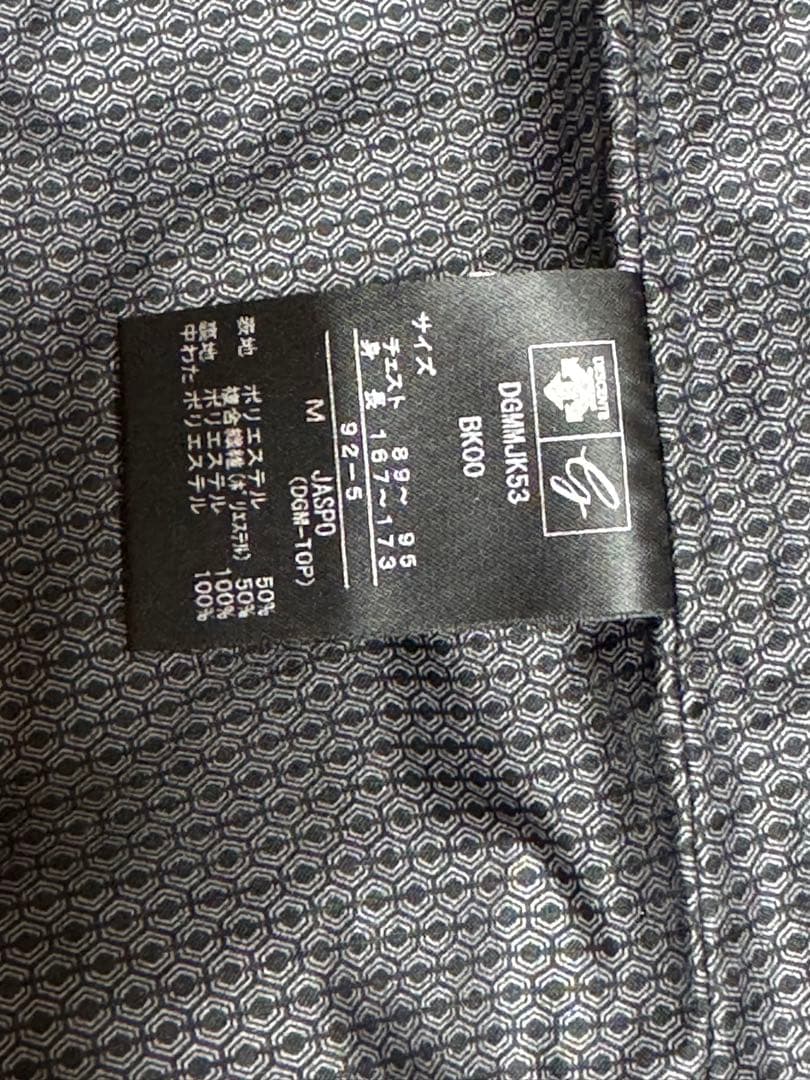 DESCENTE
DGMMJK53
BK00
サイズ
チェスト 89～ 95
身 長 167～173
92-5
M JASPO
(DGM-TOP)
表地 ポリエステル 50%
複合繊維(ポリエステル) 50%
裏地 ポリエステル 100%
中わた ポリエステル 100%